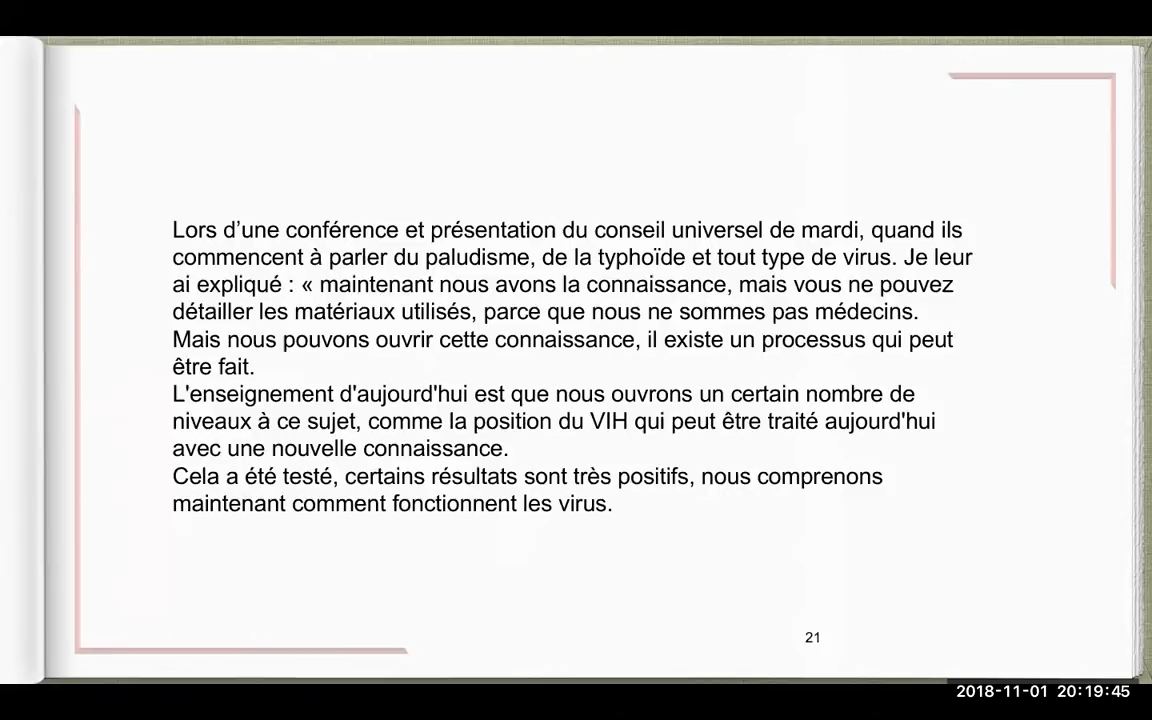 Lors d’une conférence et présentation du conseil universel de mardi, quand ils
commencent à parler du paludisme, de la typhoïde et tout type de virus. Je leur
ai expliqué : « maintenant nous avons la connaissance, mais vous ne pouvez
détailler les matériaux utilisés, parce que nous ne sommes pas médecins.
Mais nous pouvons ouvrir cette connaissance, il existe un processus qui peut
être fait.
L'enseignement d'aujourd'hui est que nous ouvrons un certain nombre de
niveaux à ce sujet, comme la position du VIH qui peut être traité aujourd'hui
avec une nouvelle connaissance.
Cela a été testé, certains résultats sont très positifs, nous comprenons
maintenant comment fonctionnent les virus.
21
2018-11-01 20:19:45